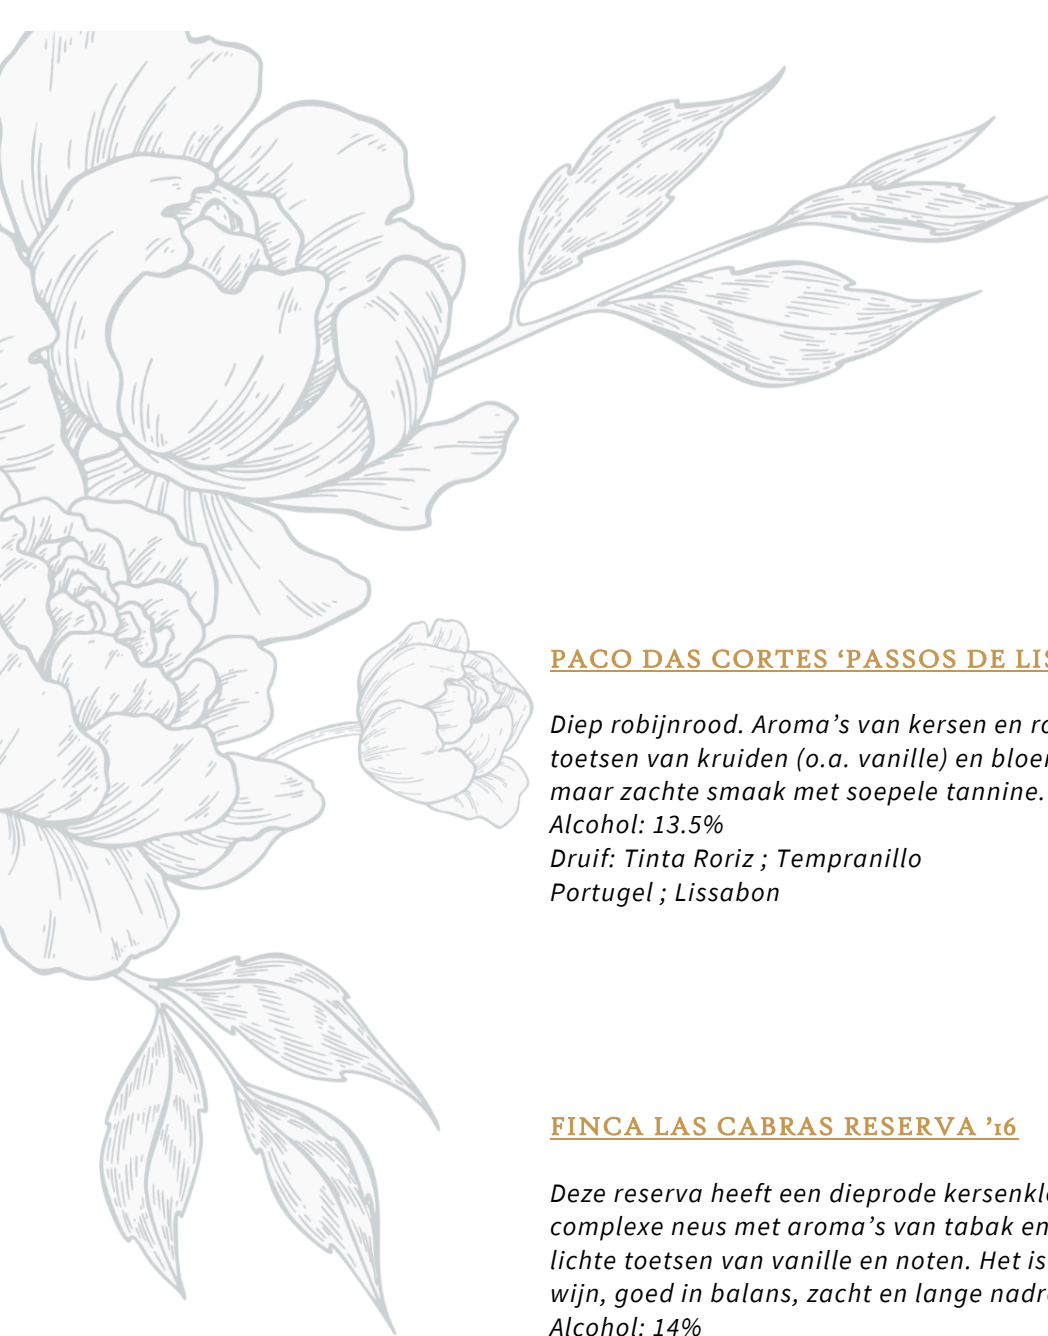 PACO DAS CORTES ‘PASSOS DE LIS
Diep robijnrood. Aroma’s van kersen en ro
toetsen van kruiden (o.a. vanille) en bloem
maar zachte smaak met soepele tannine.
Alcohol: 13.5%
Druif: Tinta Roriz ; Tempranillo
Portugel ; Lissabon
FINCA LAS CABRAS RESERVA ’16
Deze reserva heeft een dieprode kersenkle
complexe neus met aroma’s van tabak en
lichte toetsen van vanille en noten. Het is
wijn, goed in balans, zacht en lange nadr
Alcohol: 14%